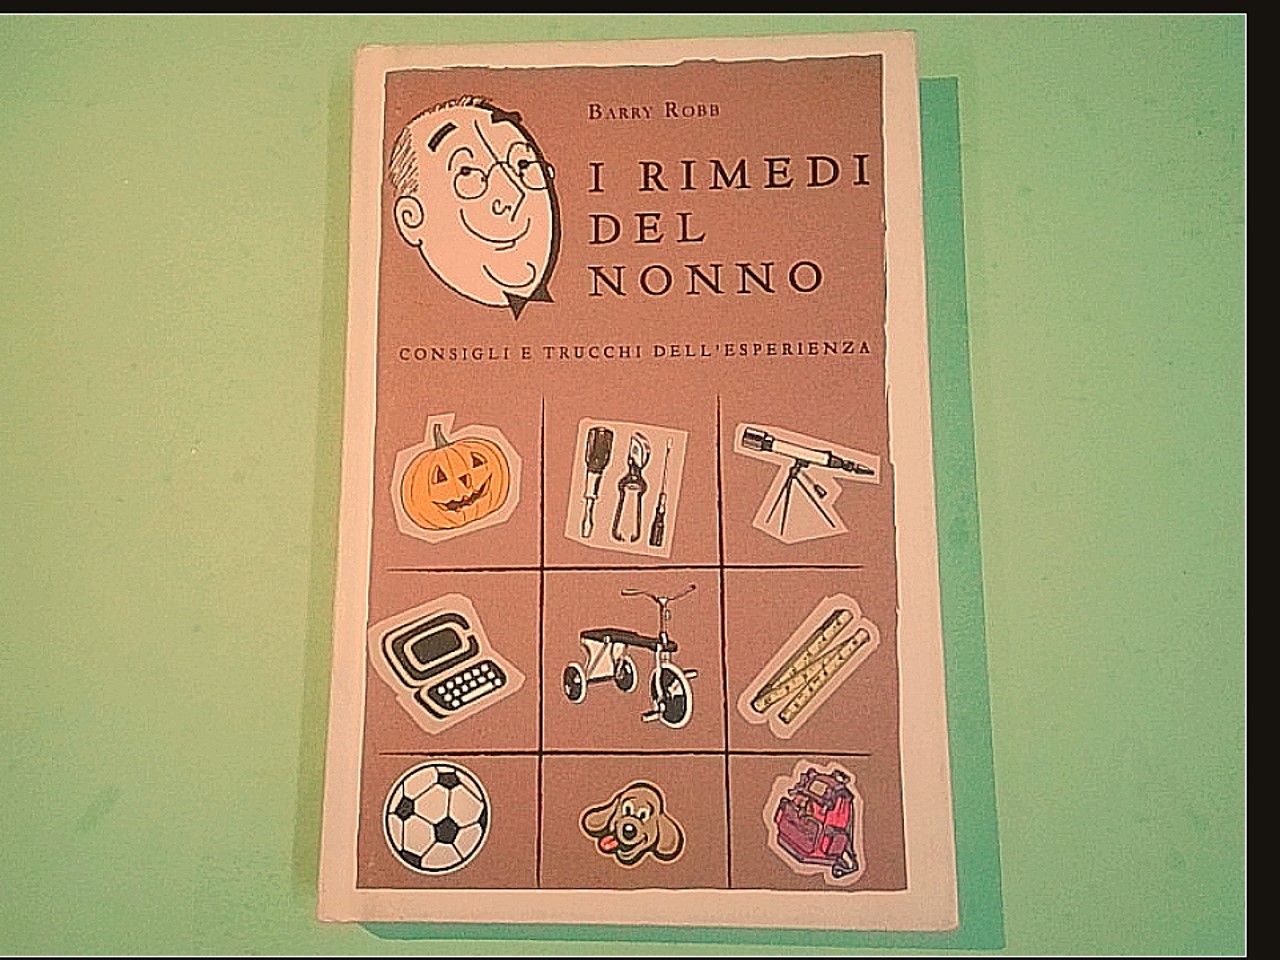 Barry Robb
I RIMEDI
DEL
NONNO
CONSIGLI E TRUCCHI DELL'ESPERIENZA